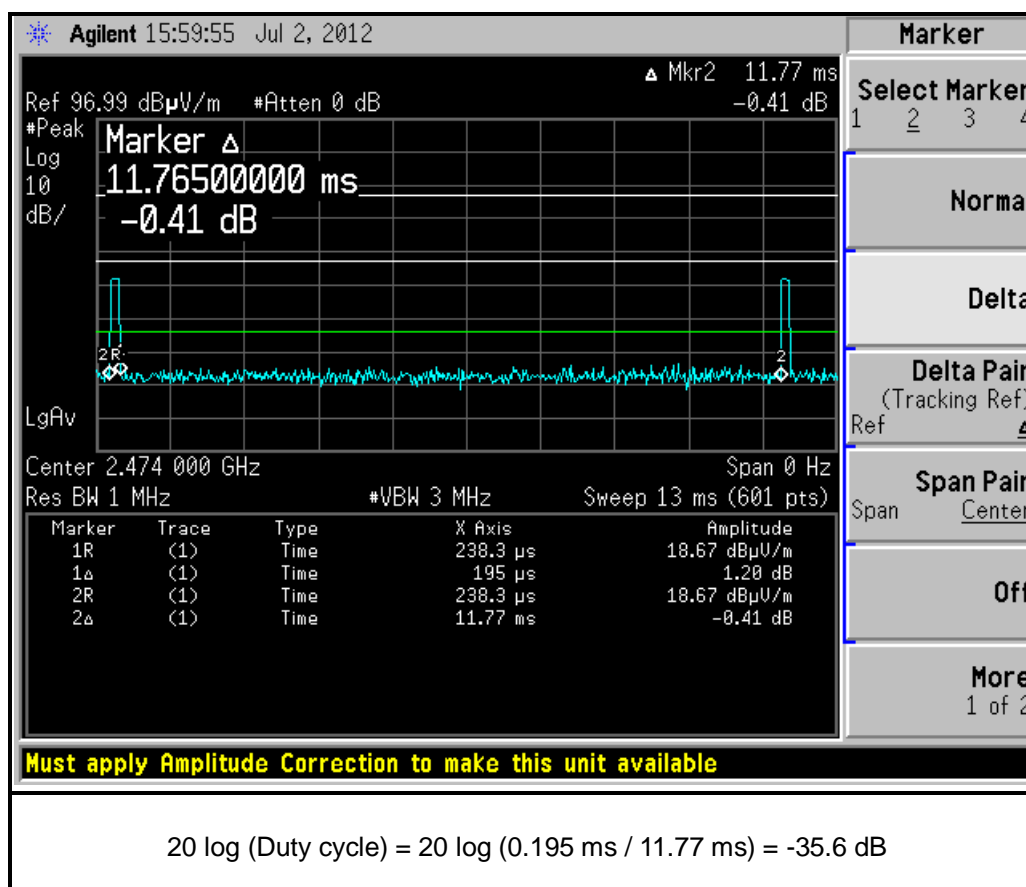 Agilent 15:59:55 Jul 2, 2012
Marker
Δ Mkr2 11.77 ms
Ref 96.99 dBµV/m #Atten 0 dB -0.41 dB
#Peak
Log
10
dB/
Marker Δ
11.76500000 ms
-0.41 dB
2R
2
LgAv
Center 2.474 000 GHz Span 0 Hz
Res BW 1 MHz #VBW 3 MHz Sweep 13 ms (601 pts)
Marker Trace Type X Axis Amplitude
1R (1) Time 238.3 µs 18.67 dBµV/m
1Δ (1) Time 195 µs 1.20 dB
2R (1) Time 238.3 µs 18.67 dBµV/m
2Δ (1) Time 11.77 ms -0.41 dB
Select Marker
1 2 3 4
Norma
Delta
Delta Pair
(Tracking Ref)
Ref Δ
Span Pair
Span Center
Off
More
1 of 2
Must apply Amplitude Correction to make this unit available
20 log (Duty cycle) = 20 log (0.195 ms / 11.77 ms) = -35.6 dB